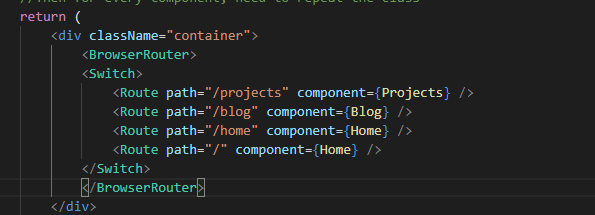 //Then for every component, need to repeat the class
return (
<div className="container">
<BrowserRouter>
<Switch>
<Route path="/projects" component={Projects} />
<Route path="/blog" component={Blog} />
<Route path="/home" component={Home} />
<Route path="/" component={Home} />
</Switch>
</BrowserRouter>
</div>